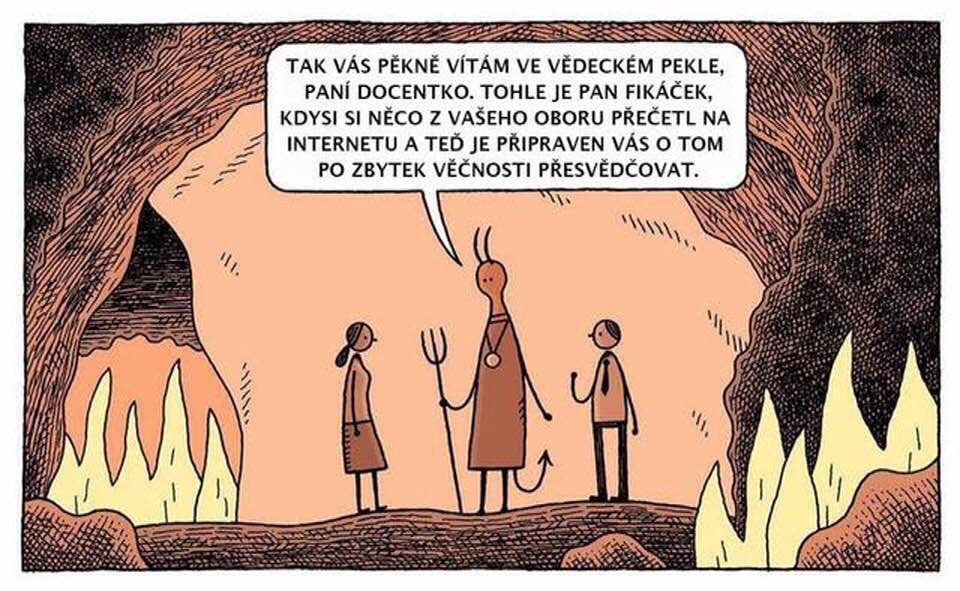 TAK VÁS PĚKNĚ VÍTÁM VE VĚDECKÉM PEKLE,
PANÍ DOCENTKO. TOHLE JE PAN FIKÁČEK,
KDYSI SI NĚCO Z VAŠEHO OBORU PŘEČETL NA
INTERNETU A TEĎ JE PŘIPRAVEN VÁS O TOM
PO ZBYTEK VĚČNOSTI PŘESVĚDČOVAT.